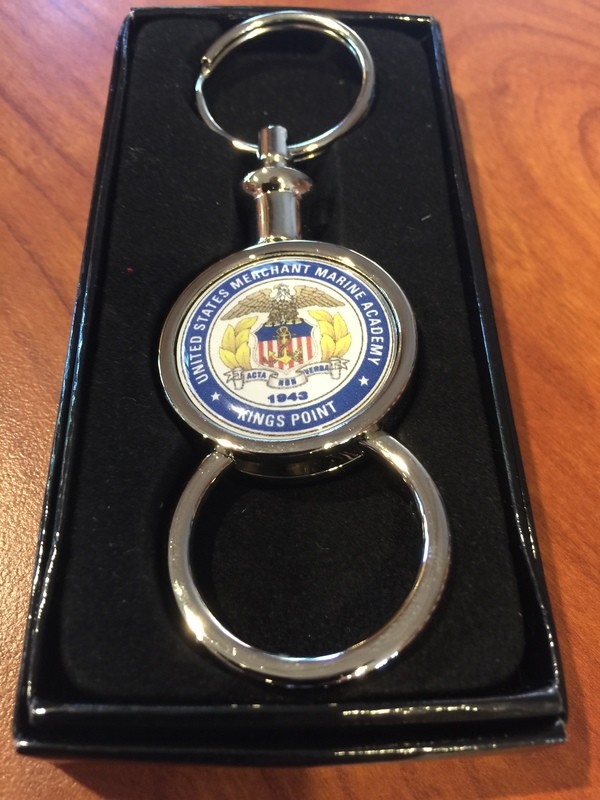 UNITED STATES MERCHANT MARINE ACADEMY
ACTA NON VERBA
1943
KINGS POINT